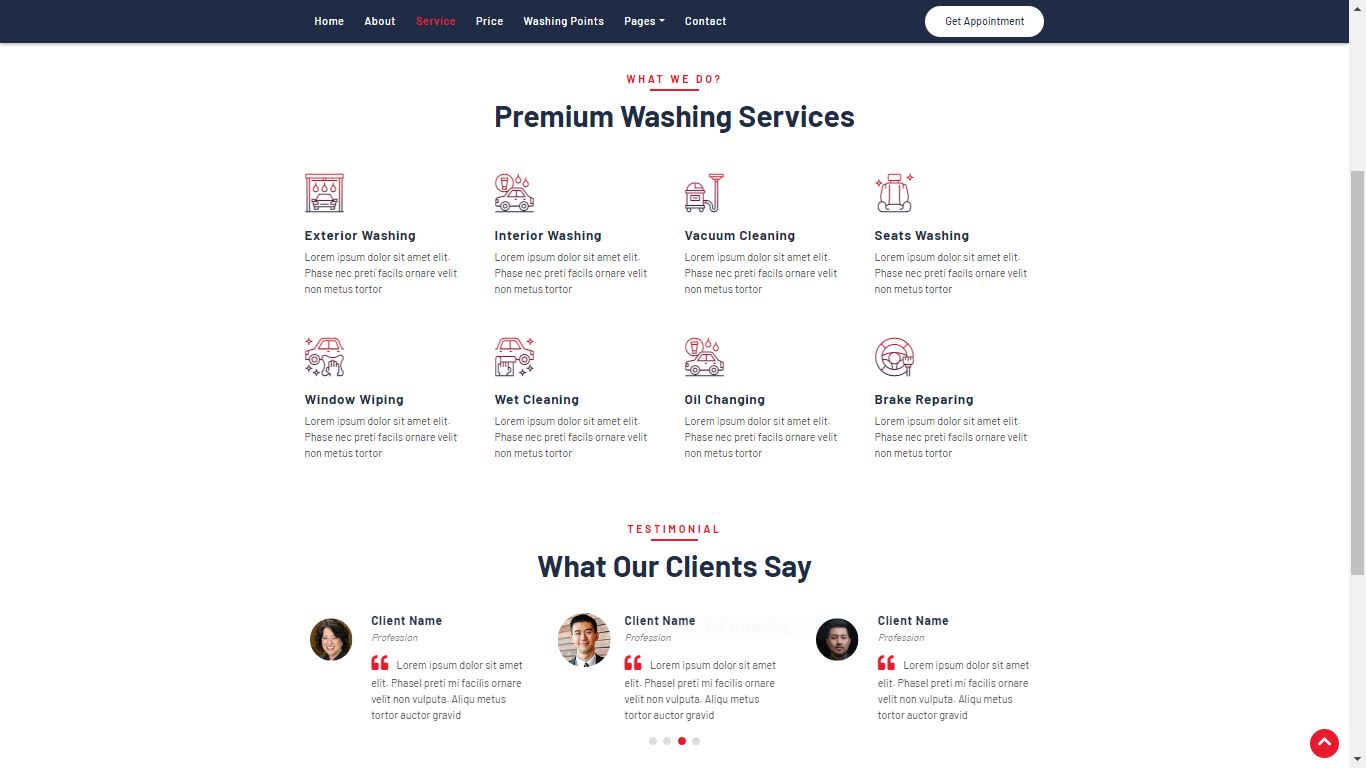 Home About Service Price Washing Points Pages Contact Get Appointment
WHAT WE DO?
Premium Washing Services
Exterior Washing
Lorem ipsum dolor sit amet elit.
Phase nec preti facils ornare velit
non metus tortor
Interior Washing
Lorem ipsum dolor sit amet elit.
Phase nec preti facils ornare velit
non metus tortor
Vacuum Cleaning
Lorem ipsum dolor sit amet elit.
Phase nec preti facils ornare velit
non metus tortor
Seats Washing
Lorem ipsum dolor sit amet elit.
Phase nec preti facils ornare velit
non metus tortor
Window Wiping
Lorem ipsum dolor sit amet elit.
Phase nec preti facils ornare velit
non metus tortor
Wet Cleaning
Lorem ipsum dolor sit amet elit.
Phase nec preti facils ornare velit
non metus tortor
Oil Changing
Lorem ipsum dolor sit amet elit.
Phase nec preti facils ornare velit
non metus tortor
Brake Reparing
Lorem ipsum dolor sit amet elit.
Phase nec preti facils ornare velit
non metus tortor
TESTIMONIAL
What Our Clients Say
Client Name
Profession
Lorem ipsum dolor sit amet
elit. Phasel preti mi facilis ornare
velit non vulputa. Aliqu metus
tortor auctor gravid
Client Name
Profession
Full-screen Snip
Lorem ipsum dolor sit amet
elit. Phasel preti mi facilis ornare
velit non vulputa. Aliqu metus
tortor auctor gravid
Client Name
Profession
Lorem ipsum dolor sit amet
elit. Phasel preti mi facilis ornare
velit non vulputa. Aliqu metus
tortor auctor gravid